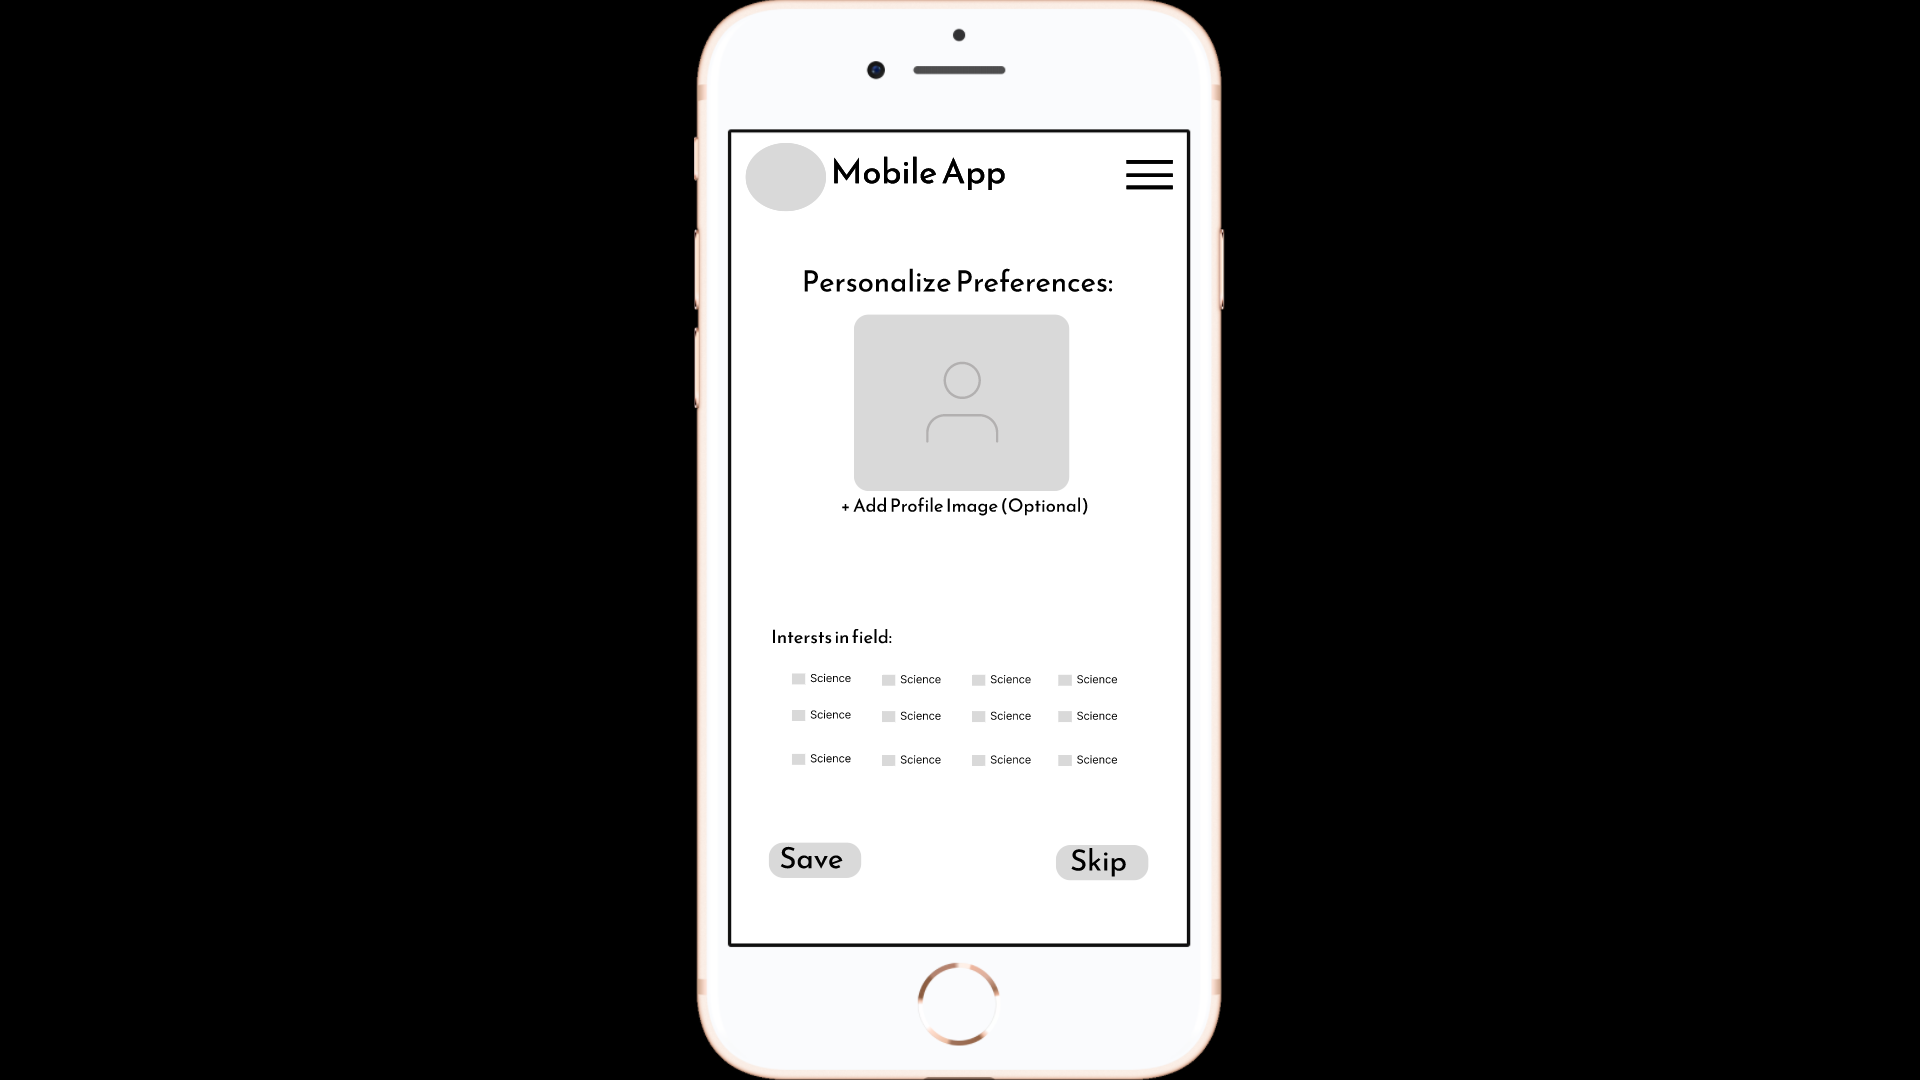 Mobile App
Personalize Preferences:
+ Add Profile Image (Optional)
Intersts in field:
Science Science Science Science
Science Science Science Science
Science Science Science Science
Save Skip